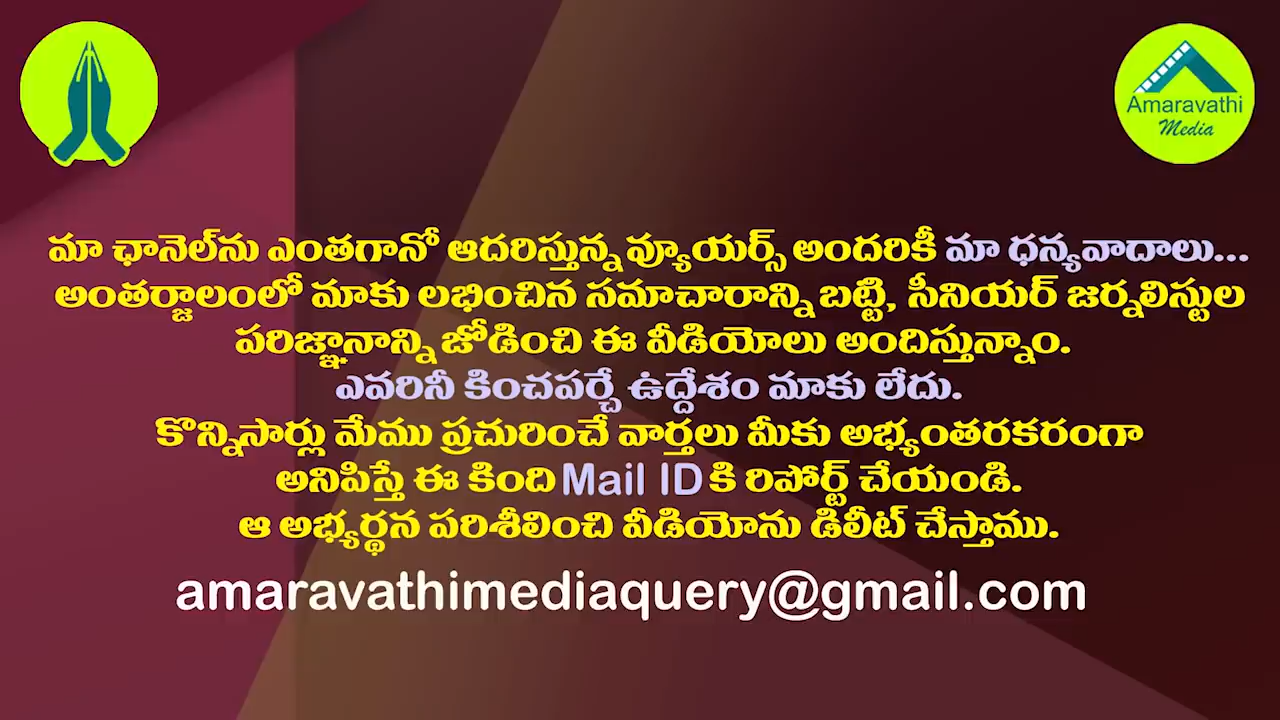 Amaravathi
Media
మా ఛానెల్‌ను ఎంతగానో ఆదరిస్తున్న వ్యూయర్స్ అందరికీ మా ధన్యవాదాలు...
అంతర్జాలంలో మాకు లభించిన సమాచారాన్ని బట్టి, సీనియర్ జర్నలిస్టుల
పరిజ్ఞానాన్ని జోడించి ఈ వీడియోలు అందిస్తున్నాం.
ఎవరినీ కించపర్చే ఉద్దేశం మాకు లేదు.
కొన్నిసార్లు మేము ప్రచురించే వార్తలు మీకు అభ్యంతరకరంగా
అనిపిస్తే ఈ కింది Mail ID కి రిపోర్ట్ చేయండి.
ఆ అభ్యర్థన పరిశీలించి వీడియోను డిలీట్ చేస్తాము.
amaravathimediaquery@gmail.com